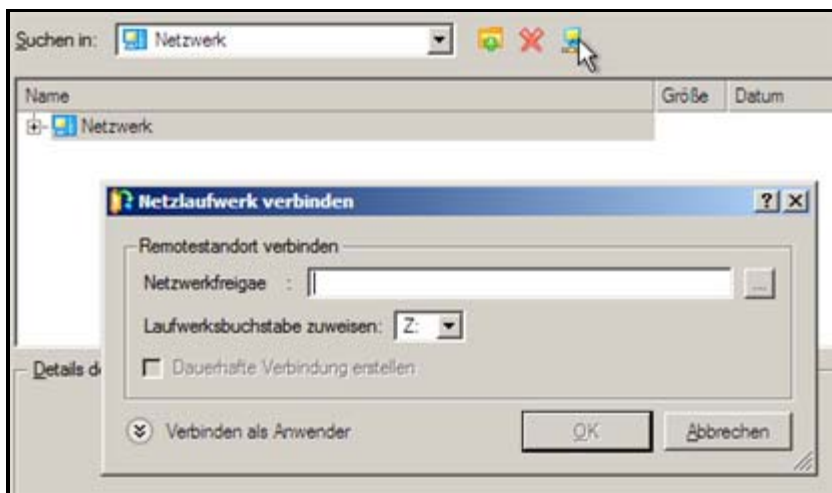 Suchen in: Netzwerk
Name Größe Datum
Netzwerk
Netzlaufwerk verbinden
Remotestandort verbinden
Netzwerkfreigae :
...
Laufwerksbuchstabe zuweisen: Z:
Dauerhafte Verbindung erstellen
Details d
Verbinden als Anwender OK Abbrechen